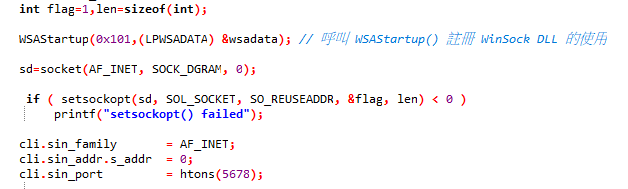 int flag=1,len=sizeof(int);
WSAStartup(0x101,(LPWSADATA) &wsadata); // 呼叫 WSAStartup() 註冊 WinSock DLL 的使用
sd=socket(AF_INET, SOCK_DGRAM, 0);
if ( setsockopt(sd, SOL_SOCKET, SO_REUSEADDR, &flag, len) < 0 )
printf("setsockopt() failed");
cli.sin_family = AF_INET;
cli.sin_addr.s_addr = 0;
cli.sin_port = htons(5678);